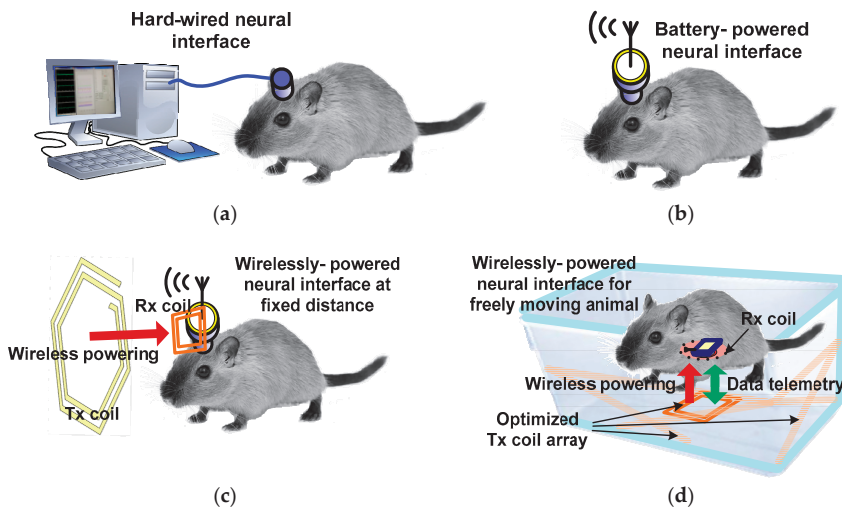 Hard-wired neural
interface
(a)
Battery-powered
neural interface
(b)
Wirelessly- powered
neural interface at
fixed distance
Rx coil
Wireless powering
Tx coil
(c)
Wirelessly- powered
neural interface for
freely moving animal
Rx coil
Wireless powering
Data telemetry
Optimized
Tx coil array
(d)